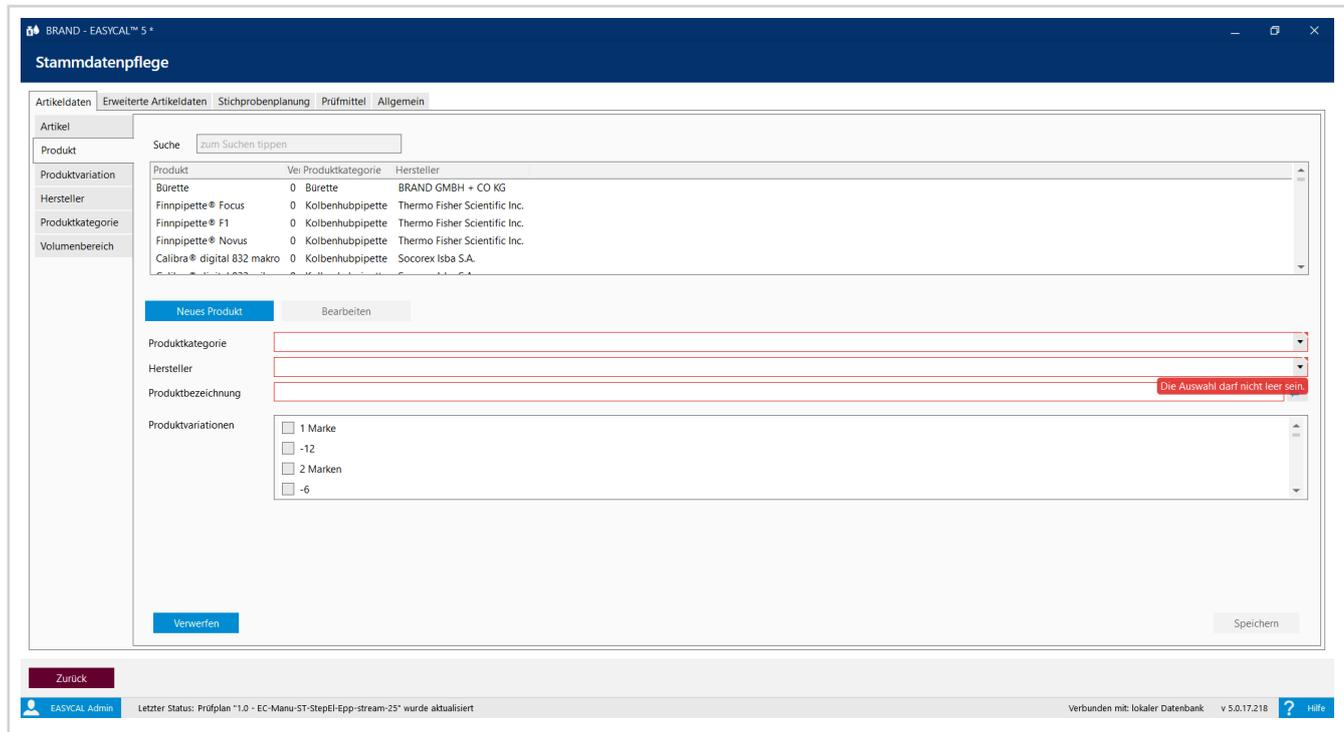 BRAND - EASYCAL™ 5 *
Stammdatenpflege
Artikeldaten Erweiterte Artikeldaten Stichprobenplanung Prüfmittel Allgemein
Artikel
Produkt
Produktvariation
Hersteller
Produktkategorie
Volumenbereich
Suche zum Suchen tippen
Produkt Ver Produktkategorie Hersteller
Bürette 0 Bürette BRAND GMBH + CO KG
Finnpipette® Focus 0 Kolbenhubpipette Thermo Fisher Scientific Inc.
Finnpipette® F1 0 Kolbenhubpipette Thermo Fisher Scientific Inc.
Finnpipette® Novus 0 Kolbenhubpipette Thermo Fisher Scientific Inc.
Calibra® digital 832 makro 0 Kolbenhubpipette Socorex Isba S.A.
Neues Produkt Bearbeiten
Produktkategorie
Hersteller
Die Auswahl darf nicht leer sein.
Produktbezeichnung
Produktvariationen
1 Marke
-12
2 Marken
-6
Verwerfen Speichern
Zurück
EASYCAL Admin Letzter Status: Prüfplan "1.0 - EC-Manu-ST-StepEl-Epp-stream-25" wurde aktualisiert Verbunden mit: lokaler Datenbank v 5.0.17.218 ? Hilfe